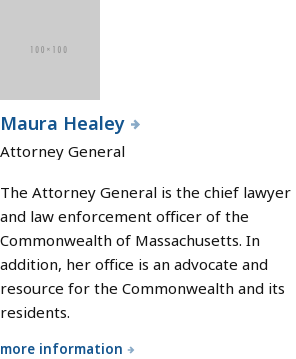 100×100
Maura Healey
Attorney General
The Attorney General is the chief lawyer
and law enforcement officer of the
Commonwealth of Massachusetts. In
addition, her office is an advocate and
resource for the Commonwealth and its
residents.
more information